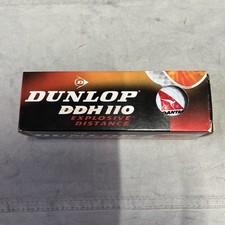 DUNLOP
DDH 110
EXPLOSIVE
DISTANCE